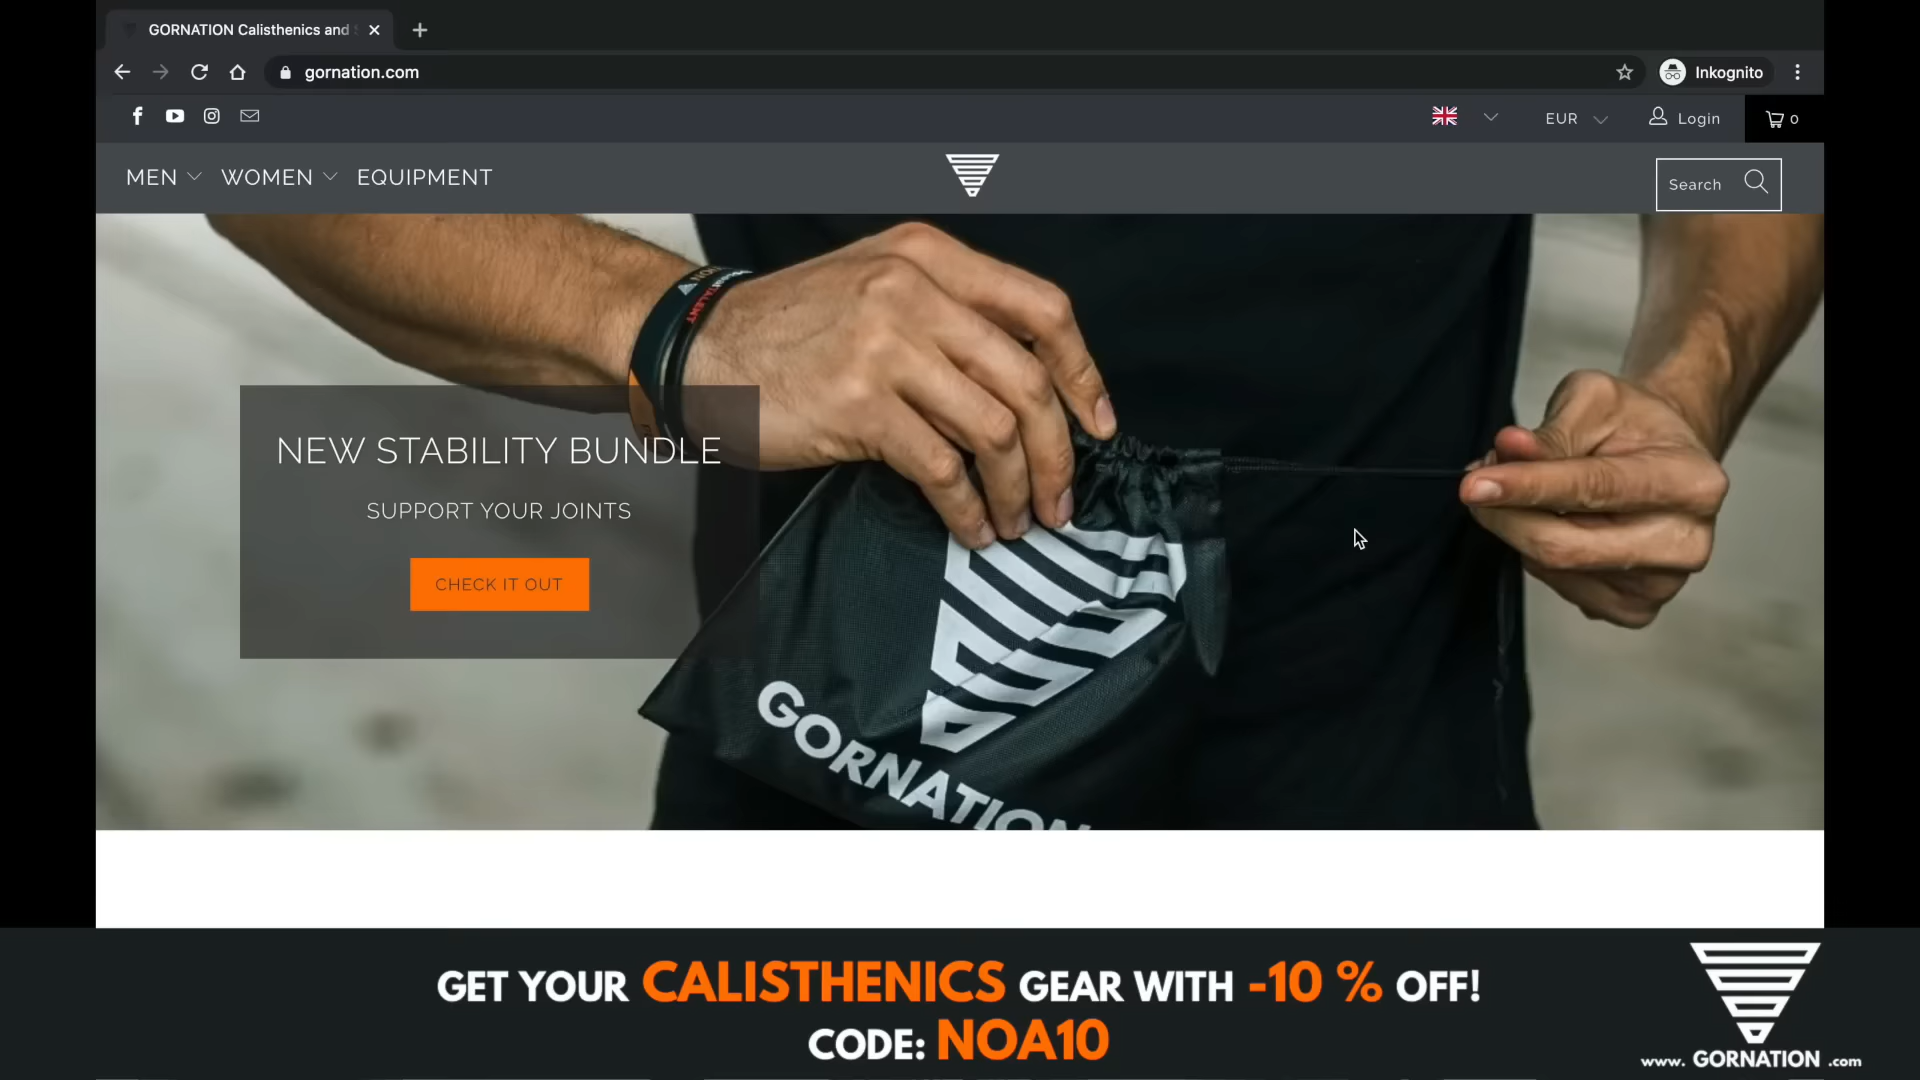 GORNATION Calisthenics and
gornation.com
Inkognito
EUR
Login
0
MEN
WOMEN
EQUIPMENT
Search
TALENT
NEW STABILITY BUNDLE
SUPPORT YOUR JOINTS
CHECK IT OUT
GORNATION
GET YOUR CALISTHENICS GEAR WITH -10 % OFF!
CODE: NOA10
www. GORNATION .com